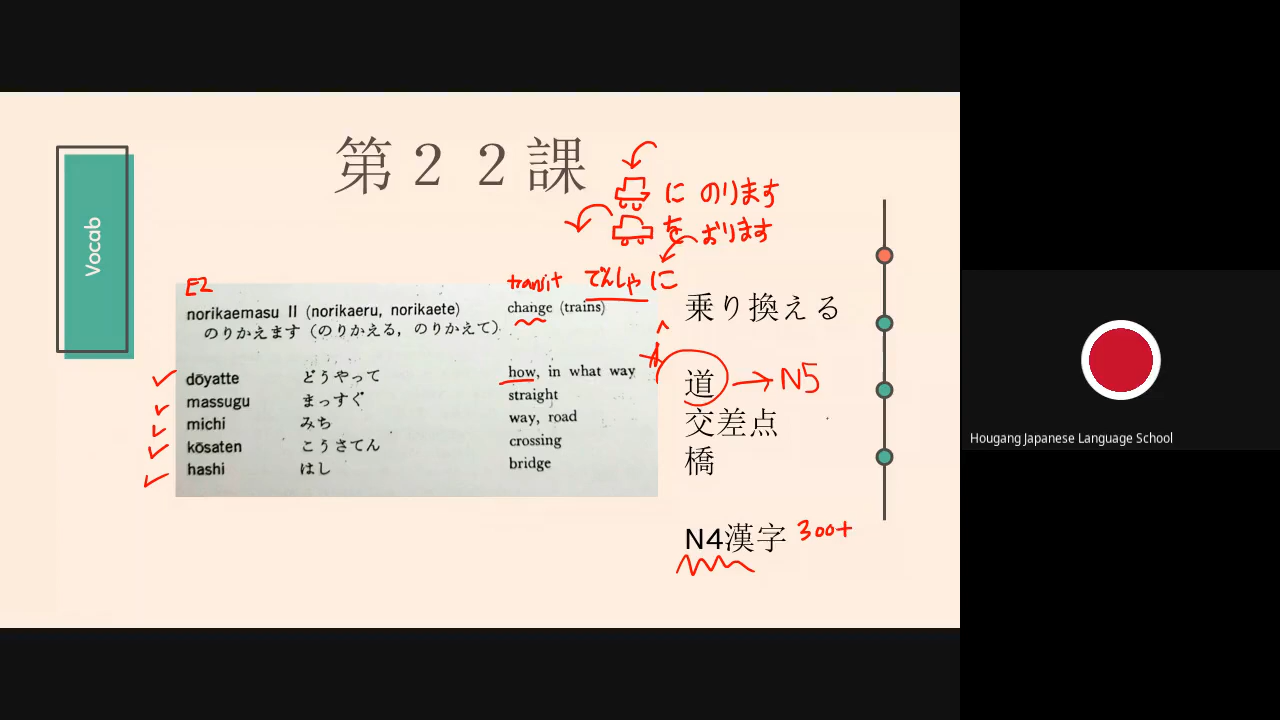 第２２課
に のります
を おります
Vocab
E2
transit でんしゃ に
norikaemasu II (norikaeru, norikaete) change (trains)
のりかえます（のりかえる，のりかえて）
乗り換える
dōyatte どうやって how, in what way
道 → N5
massugu まっすぐ straight
michi みち way, road
交差点
kōsaten こうさてん crossing
hashi はし bridge
橋
N4漢字 300+
Hougang Japanese Language School